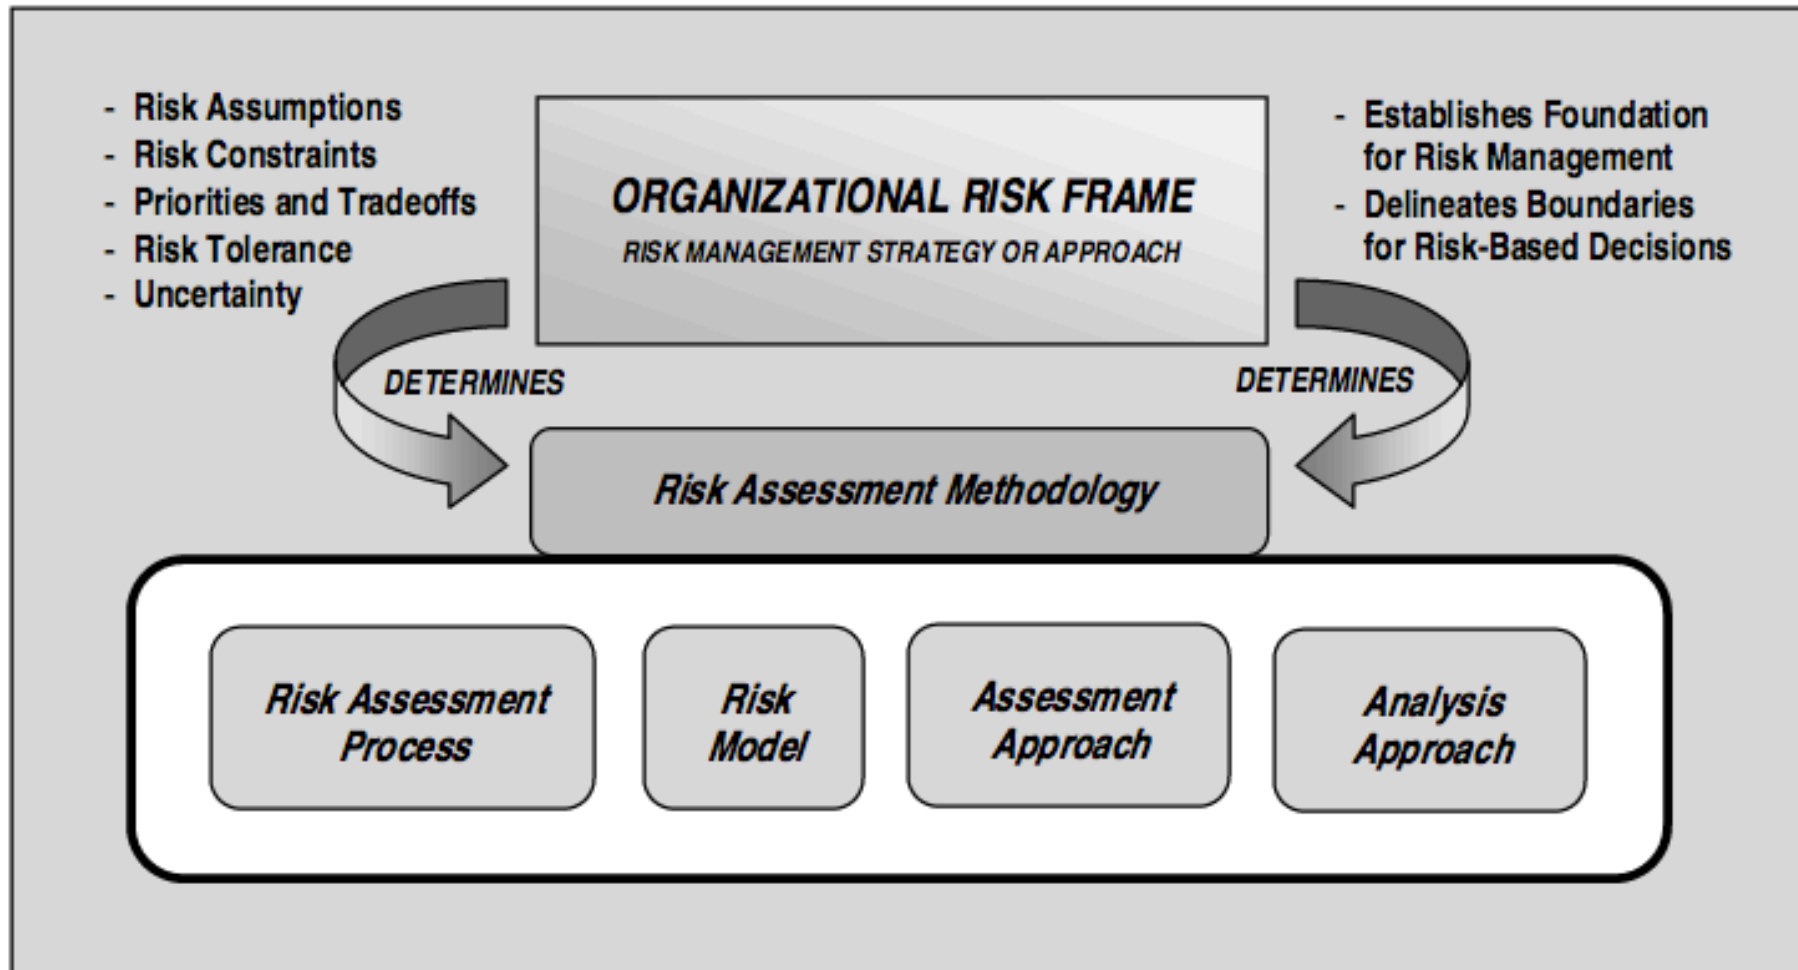 - Risk Assumptions
- Risk Constraints
- Priorities and Tradeoffs
- Risk Tolerance
- Uncertainty
ORGANIZATIONAL RISK FRAME
RISK MANAGEMENT STRATEGY OR APPROACH
- Establishes Foundation
for Risk Management
- Delineates Boundaries
for Risk-Based Decisions
DETERMINES
DETERMINES
Risk Assessment Methodology
Risk Assessment
Process
Risk
Model
Assessment
Approach
Analysis
Approach